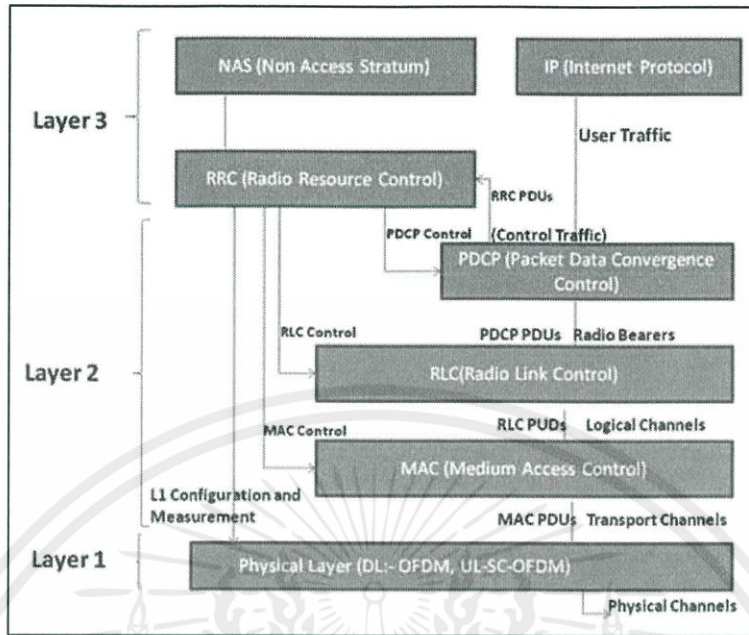 NAS (Non Access Stratum)
IP (Internet Protocol)
Layer 3
User Traffic
RRC (Radio Resource Control)
RRC PDUs
PDCP Control
(Control Traffic)
PDCP (Packet Data Convergence
Control)
RLC Control
PDCP PDUs Radio Bearers
Layer 2
RLC(Radio Link Control)
RLC PUDs Logical Channels
MAC Control
MAC (Medium Access Control)
L1 Configuration and
Measurement
MAC PDUs Transport Channels
Layer 1
Physical Layer (DL:- OFDM, UL-SC-OFDM)
Physical Channels